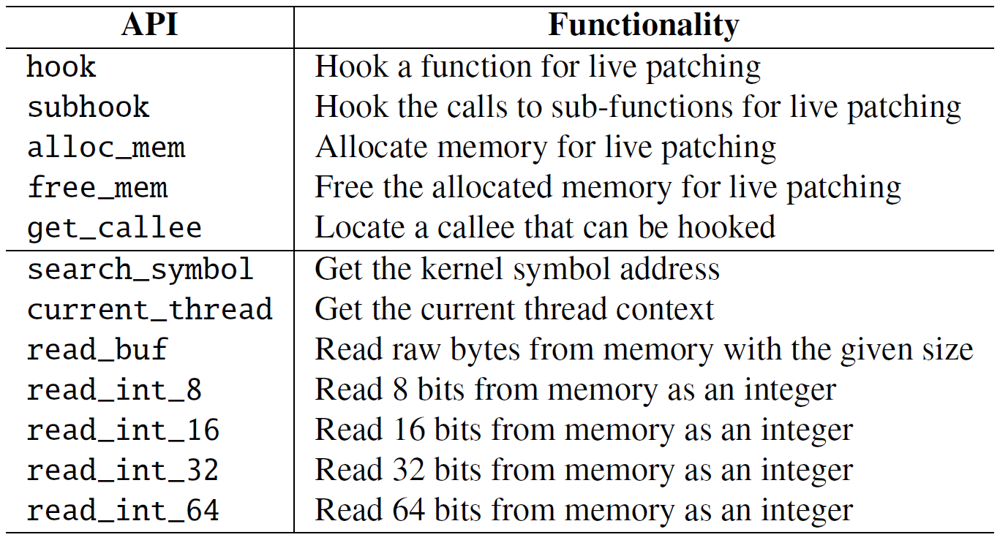 API Functionality
hook Hook a function for live patching
subhook Hook the calls to sub-functions for live patching
alloc_mem Allocate memory for live patching
free_mem Free the allocated memory for live patching
get_callee Locate a callee that can be hooked
search_symbol Get the kernel symbol address
current_thread Get the current thread context
read_buf Read raw bytes from memory with the given size
read_int_8 Read 8 bits from memory as an integer
read_int_16 Read 16 bits from memory as an integer
read_int_32 Read 32 bits from memory as an integer
read_int_64 Read 64 bits from memory as an integer